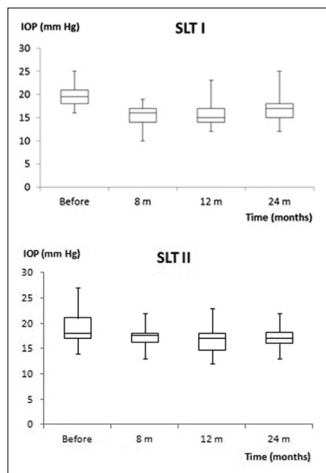 IOP (mm Hg)
SLT I
30
25
20
15
10
5
0
Before 8 m 12 m 24 m
Time (months)
IOP (mm Hg)
SLT II
30
25
20
15
10
5
0
Before 8 m 12 m 24 m
Time (months)